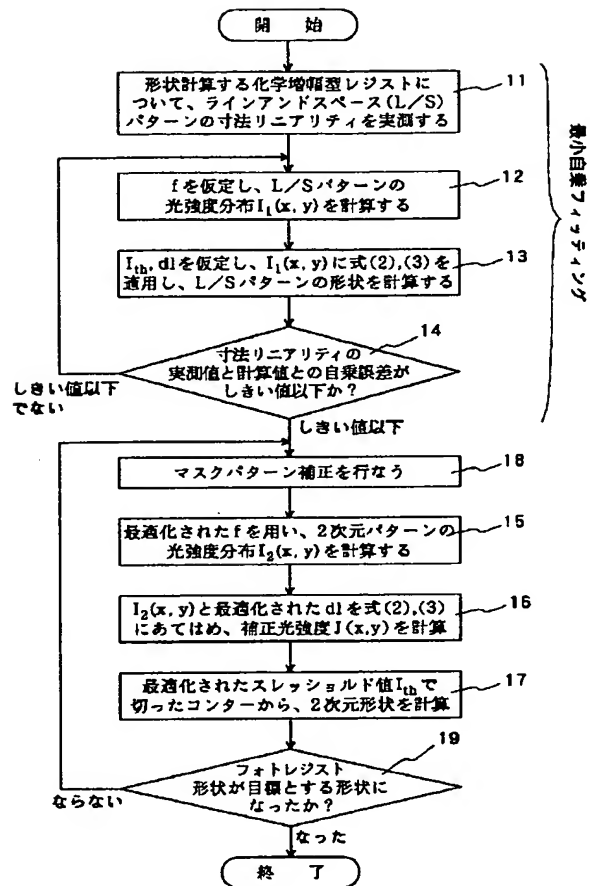 開 始
形状計算する化学増幅型レジストに
ついて、ラインアンドスペース(L/S)
パターンの寸法リニアリティを実測する
11
fを仮定し、L/Sパターンの
光強度分布I₁(x, y)を計算する
12
Ith, dlを仮定し、I₁(x, y)に式(2),(3)を
適用し、L/Sパターンの形状を計算する
13
寸法リニアリティの
実測値と計算値との自乗誤差が
しきい値以下か?
14
しきい値以下
でない
しきい値以下
最小自乗フィッティング
マスクパターン補正を行なう
18
最適化されたfを用い、2次元パターンの
光強度分布I₂(x, y)を計算する
15
I₂(x, y)と最適化されたdlを式(2),(3)
にあてはめ、補正光強度J(x,y)を計算
16
最適化されたスレッショルド値Ithで
切ったコンターから、2次元形状を計算
17
フォトレジスト
形状が目標とする形状に
なったか?
19
ならない
なった
終 了